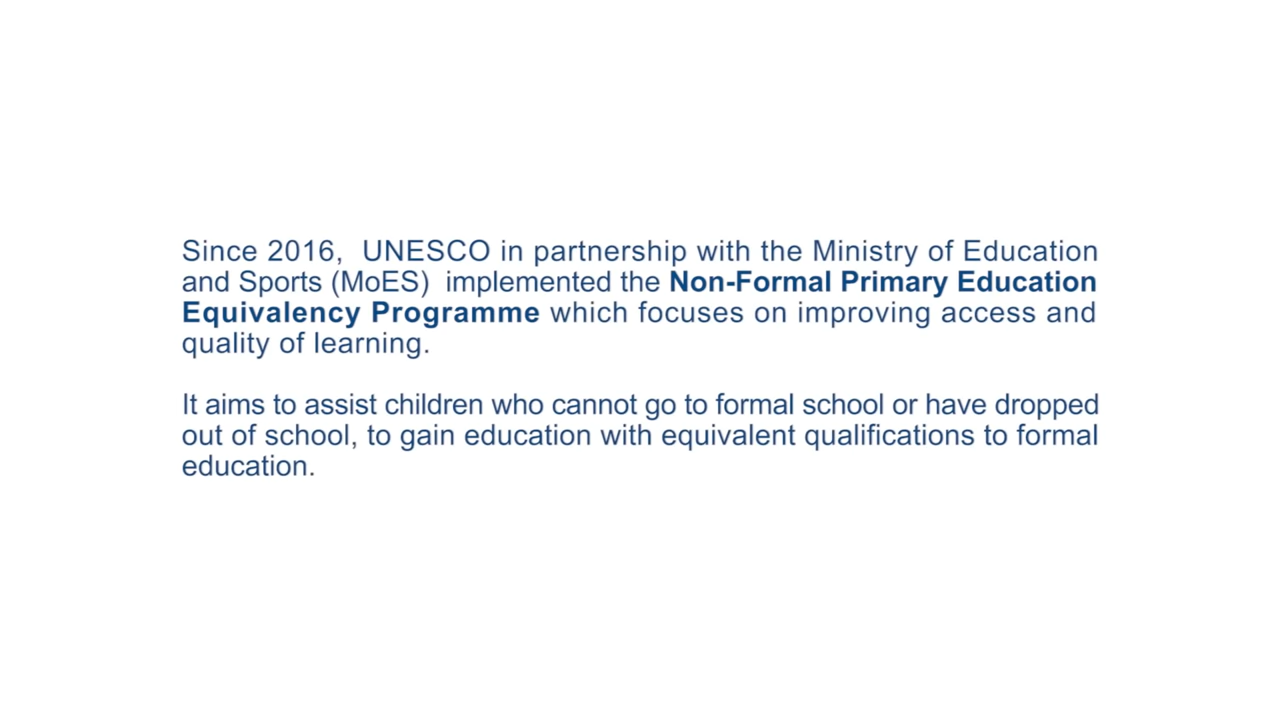 Since 2016,  UNESCO in partnership with the Ministry of Education
and Sports (MoES)  implemented the Non-Formal Primary Education
Equivalency Programme which focuses on improving access and
quality of learning.
It aims to assist children who cannot go to formal school or have dropped
out of school, to gain education with equivalent qualifications to formal
education.